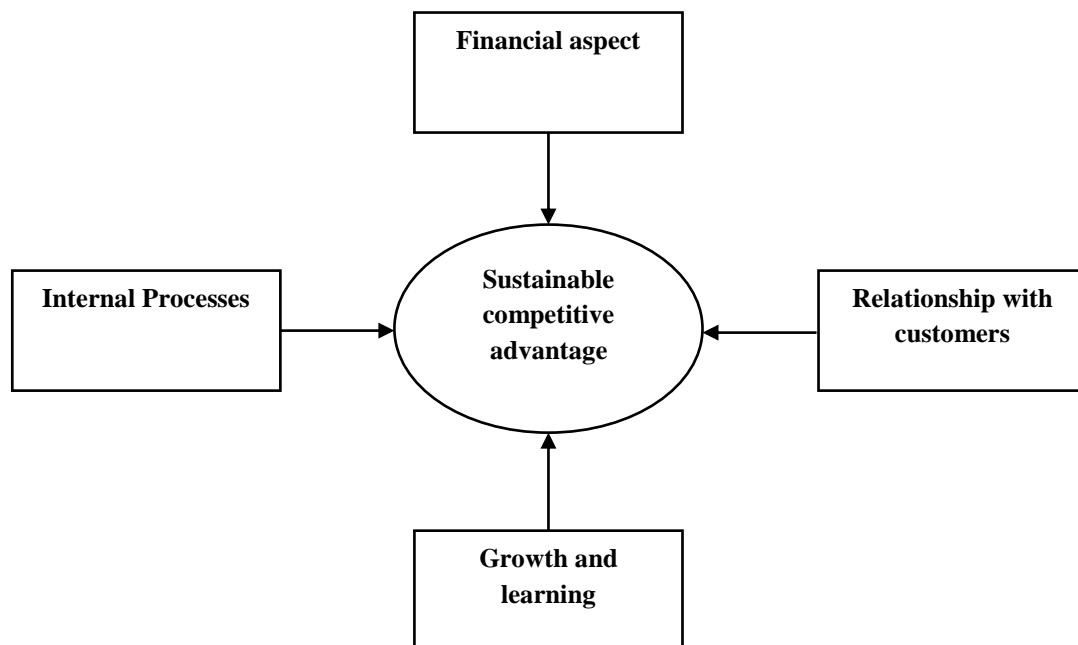 Financial aspect
Internal Processes
Sustainable
competitive
advantage
Relationship with
customers
Growth and
learning